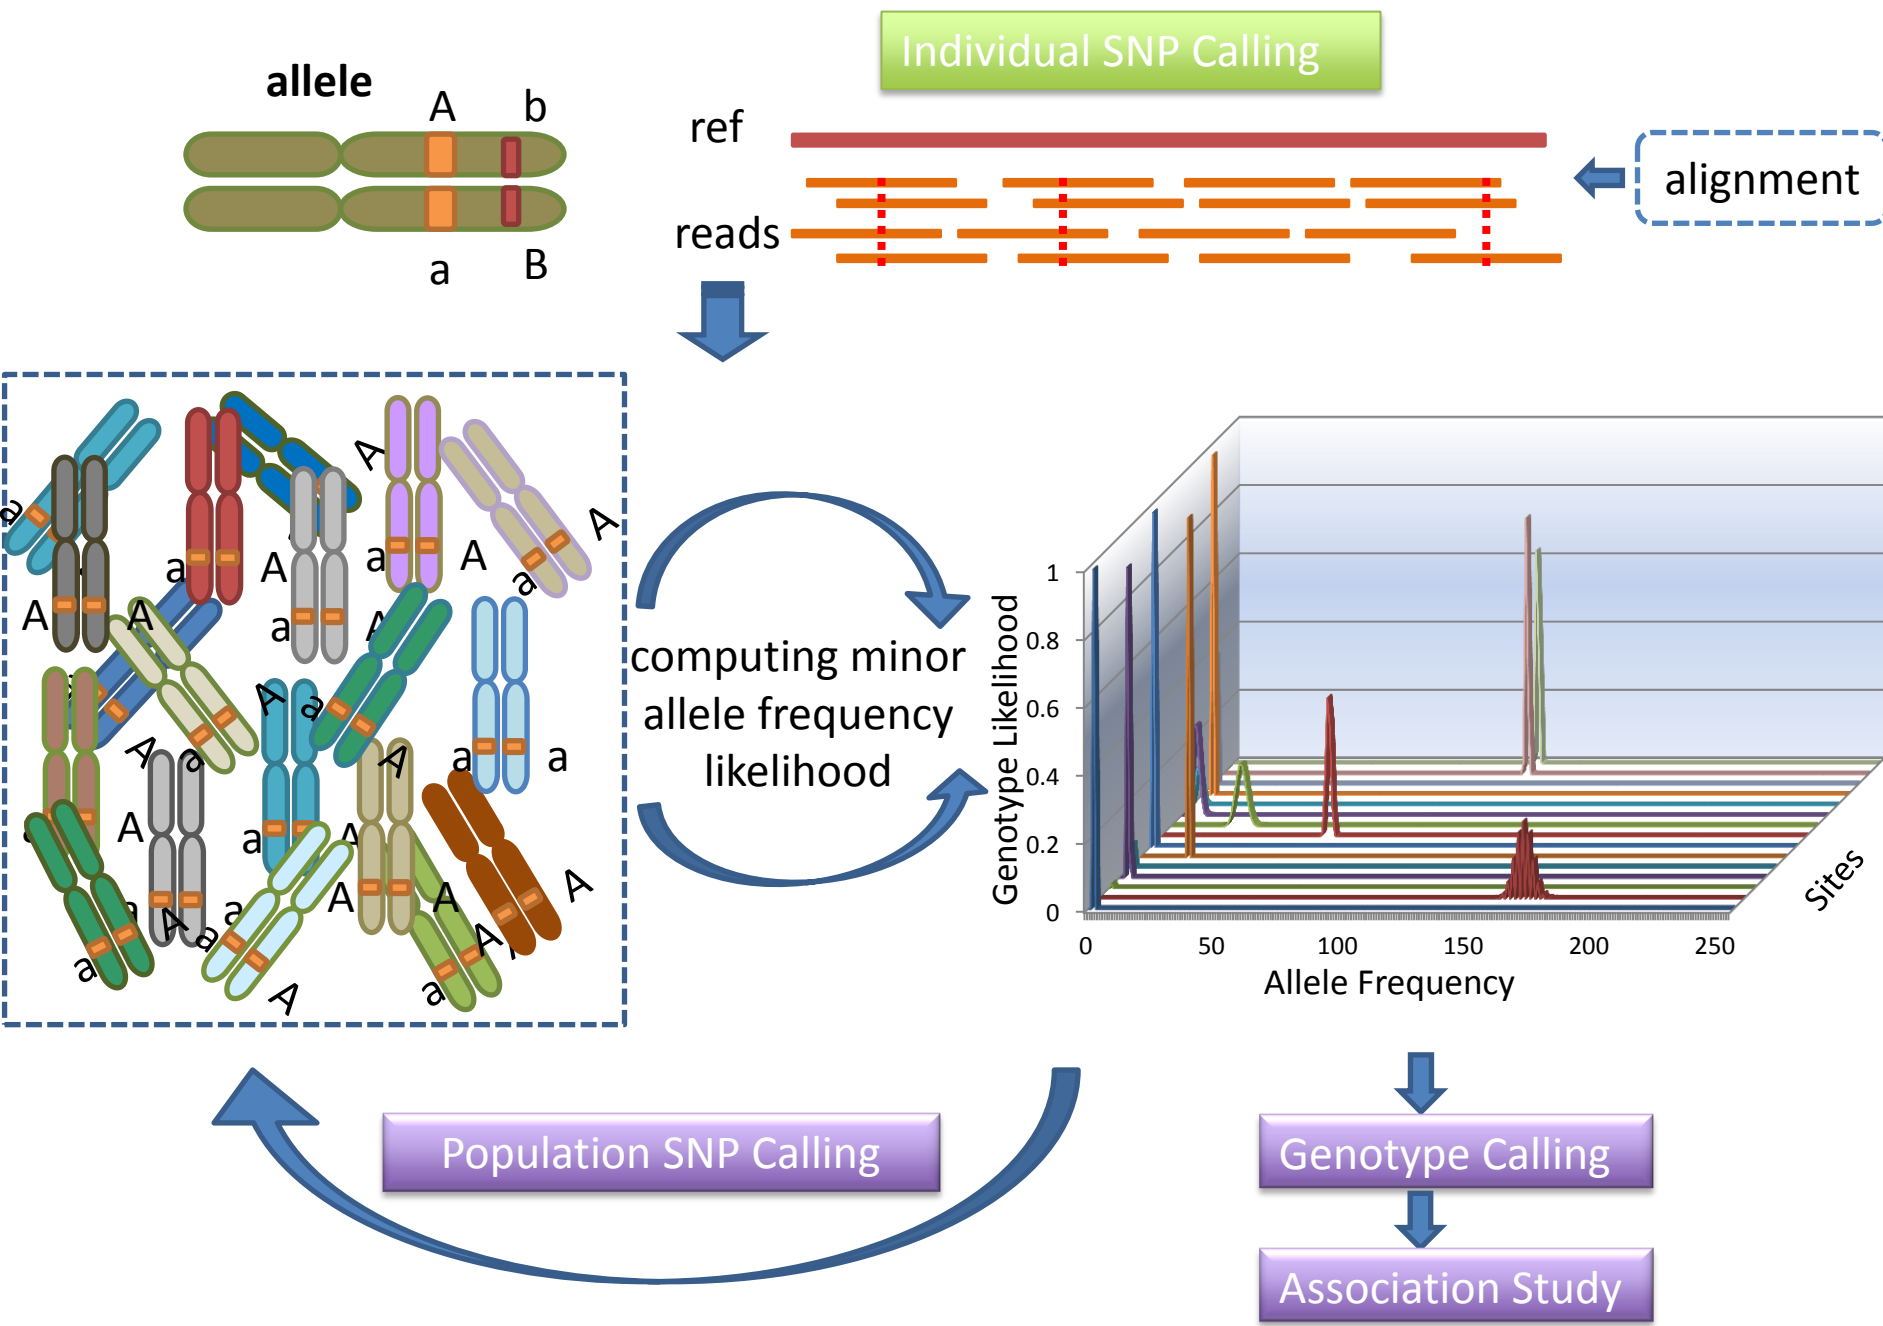 Individual SNP Calling
allele
A b
a B
ref
reads
alignment
A
a
A
a
A
a
A
a
A
a
A
A
a
A
a
A
a
a
A
a
A
a
A
A
a
A
a
A
A
a
A
A
a
A
a
A
computing minor
allele frequency
likelihood
Genotype Likelihood
1
0.8
0.6
0.4
0.2
0
0 50 100 150 200 250
Allele Frequency
Sites
Population SNP Calling
Genotype Calling
Association Study